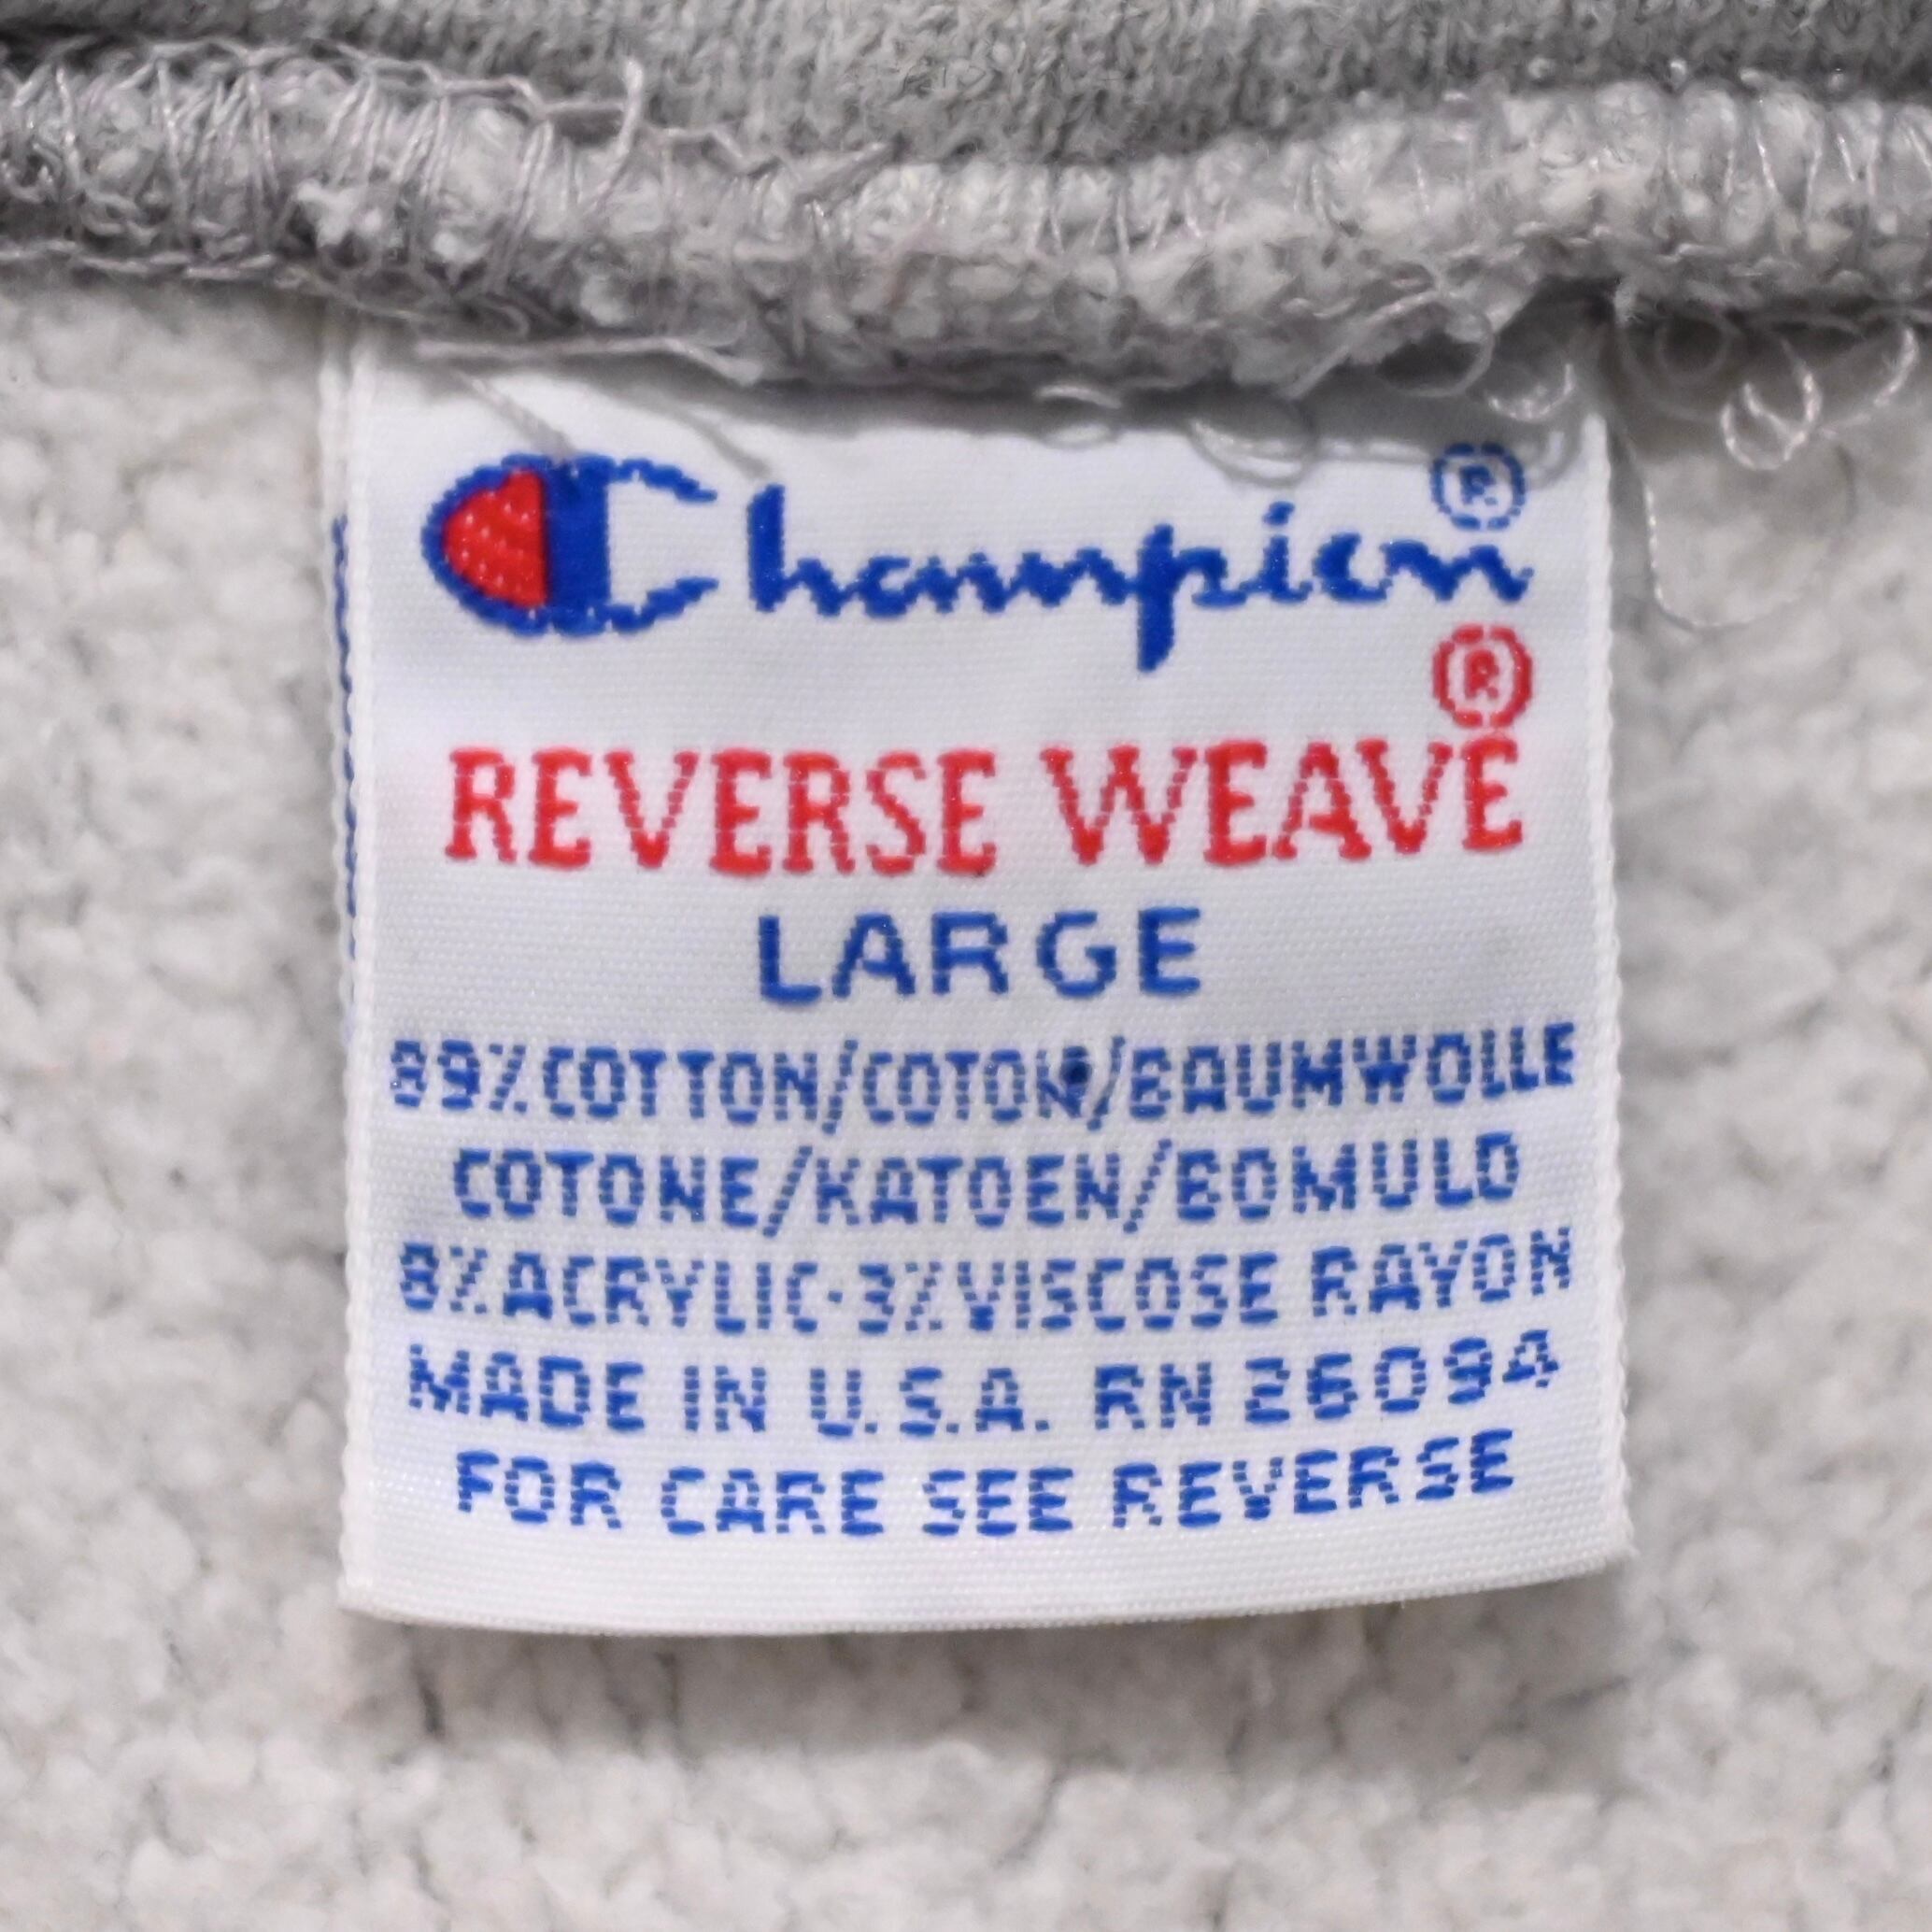 Champion®
REVERSE WEAVE®
LARGE
89% COTTON/COTON/BAUMWOLLE
COTONE/KATOEN/BOMULD
8% ACRYLIC·3% VISCOSE RAYON
MADE IN U.S.A. RN 26094
FOR CARE SEE REVERSE